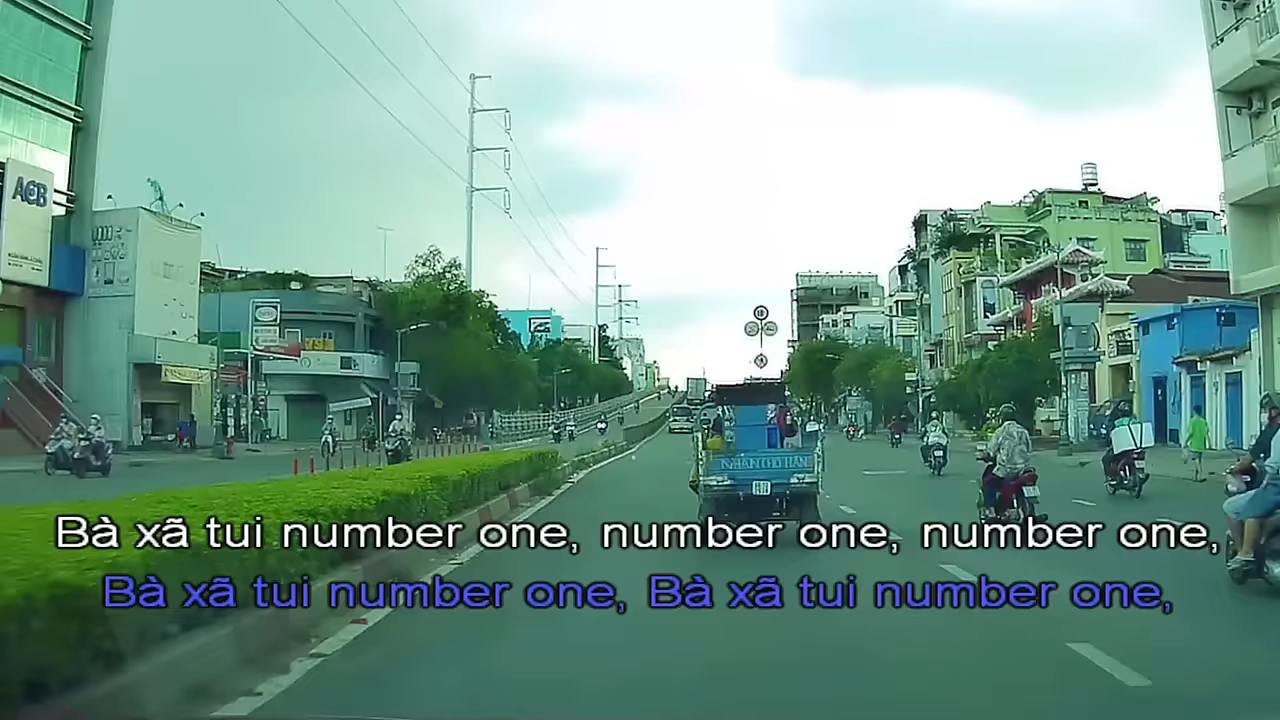 ACB
Bà xã tui number one, number one, number one,
Bà xã tui number one, Bà xã tui number one,